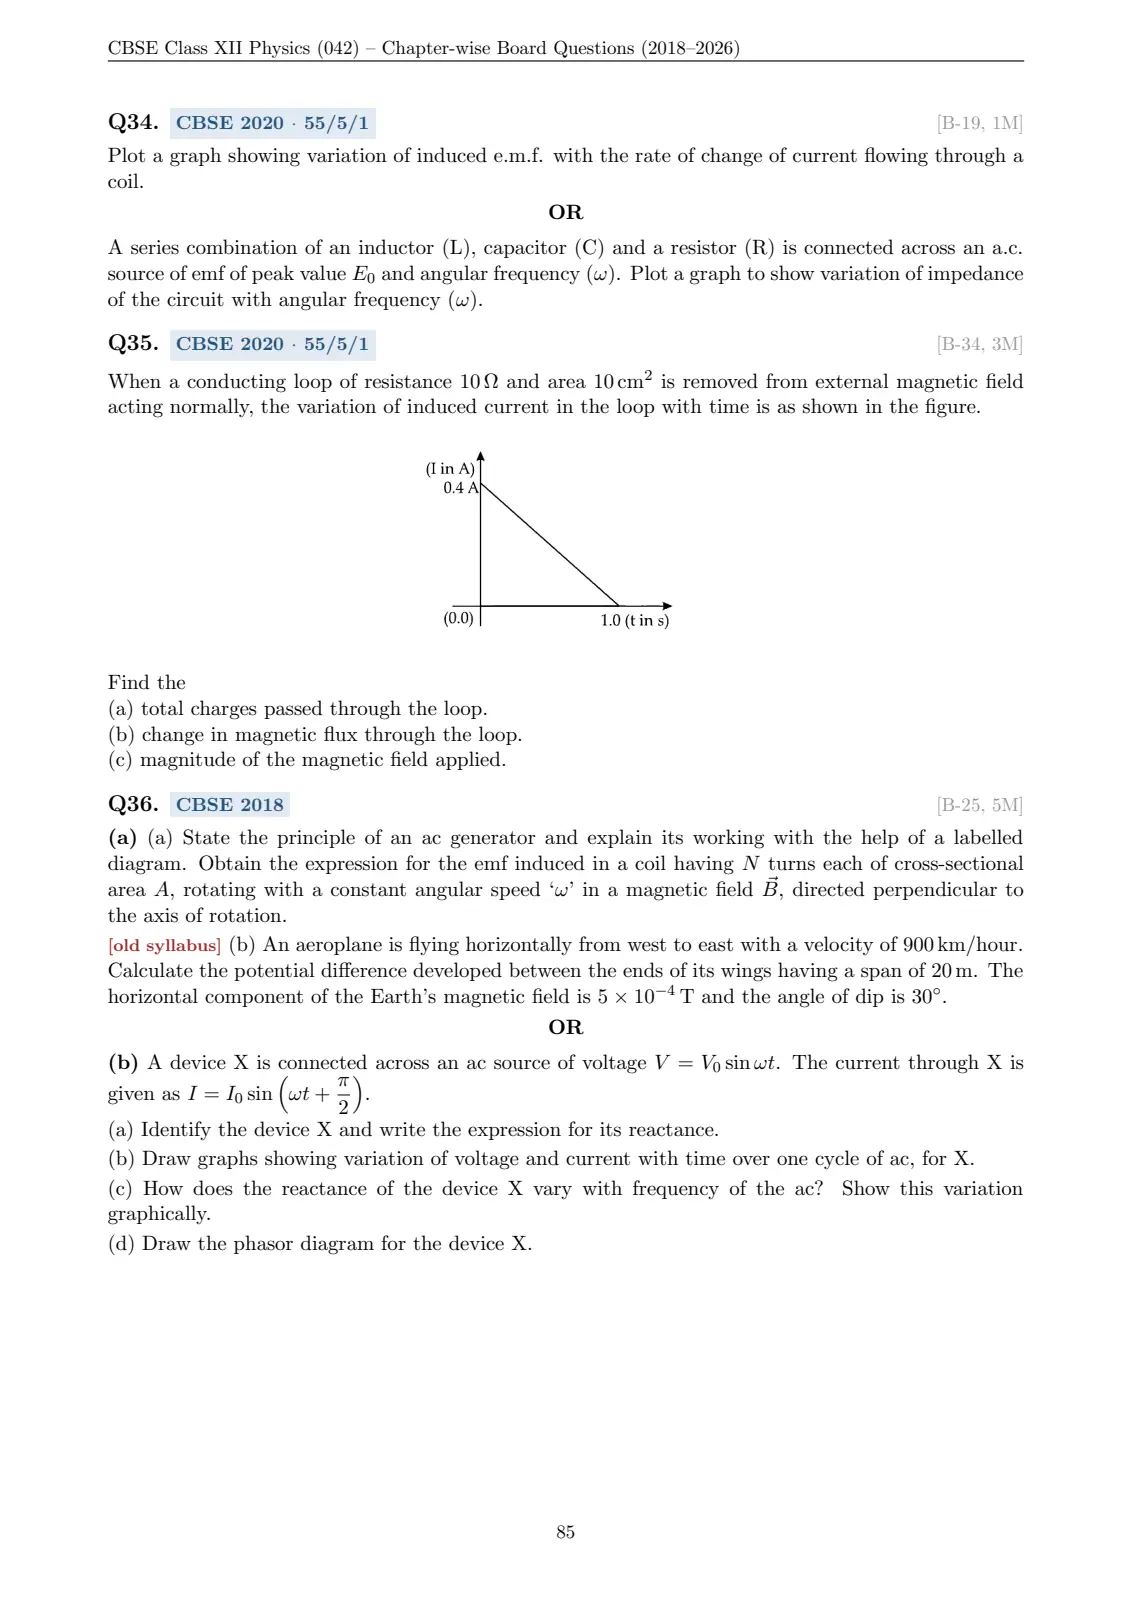 CBSE Class XII Physics (042) – Chapter-wise Board Questions (2018–2026)
Q34. CBSE 2020 · 55/5/1 [B-19, 1M]
Plot a graph showing variation of induced e.m.f. with the rate of change of current flowing through a
coil.
OR
A series combination of an inductor (L), capacitor (C) and a resistor (R) is connected across an a.c.
source of emf of peak value E₀ and angular frequency (ω). Plot a graph to show variation of impedance
of the circuit with angular frequency (ω).
Q35. CBSE 2020 · 55/5/1 [B-34, 3M]
When a conducting loop of resistance 10 Ω and area 10 cm² is removed from external magnetic field
acting normally, the variation of induced current in the loop with time is as shown in the figure.
(I in A)
0.4 A
(0.0)
1.0 (t in s)
Find the
(a) total charges passed through the loop.
(b) change in magnetic flux through the loop.
(c) magnitude of the magnetic field applied.
Q36. CBSE 2018 [B-25, 5M]
(a) (a) State the principle of an ac generator and explain its working with the help of a labelled
diagram. Obtain the expression for the emf induced in a coil having N turns each of cross-sectional
area A, rotating with a constant angular speed ‘ω’ in a magnetic field B⃗, directed perpendicular to
the axis of rotation.
[old syllabus] (b) An aeroplane is flying horizontally from west to east with a velocity of 900 km/hour.
Calculate the potential difference developed between the ends of its wings having a span of 20 m. The
horizontal component of the Earth’s magnetic field is 5 × 10⁻⁴ T and the angle of dip is 30°.
OR
(b) A device X is connected across an ac source of voltage V = V₀ sin ωt. The current through X is
given as I = I₀ sin (ωt + π/2).
(a) Identify the device X and write the expression for its reactance.
(b) Draw graphs showing variation of voltage and current with time over one cycle of ac, for X.
(c) How does the reactance of the device X vary with frequency of the ac? Show this variation
graphically.
(d) Draw the phasor diagram for the device X.
85